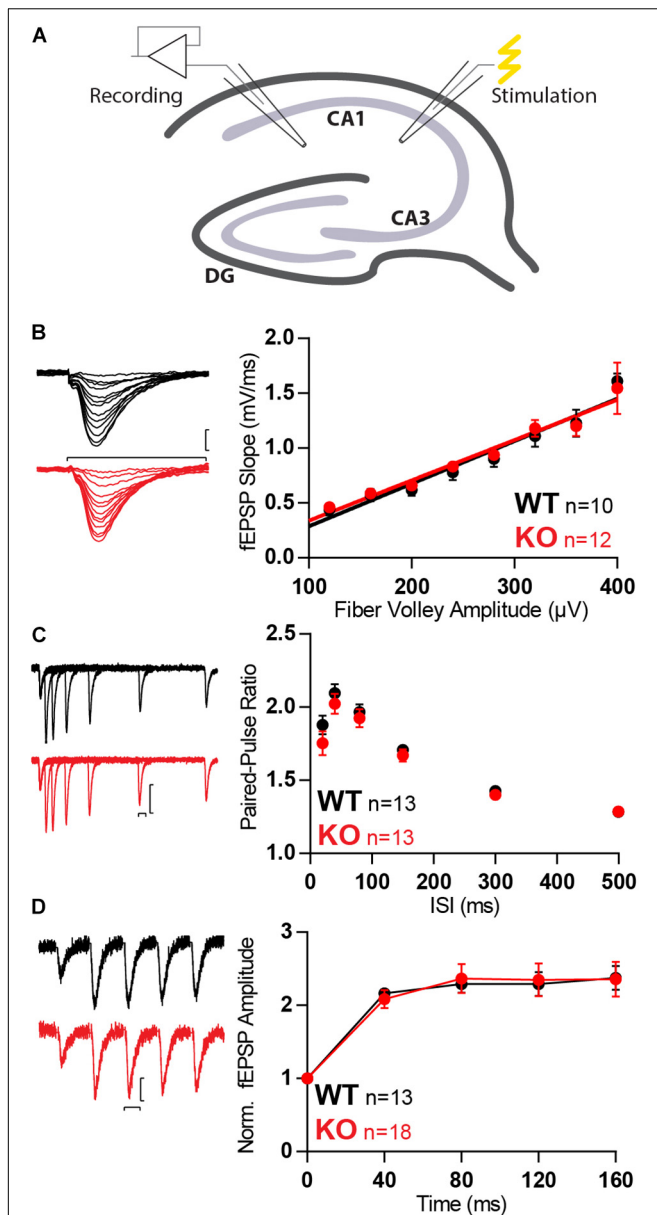 A
Recording
Stimulation
CA1
CA3
DG
B
fEPSP Slope (mV/ms)
2.0
1.5
1.0
0.5
0.0
WT n=10
KO n=12
100 200 300 400
Fiber Volley Amplitude (µV)
C
Paired-Pulse Ratio
2.5
2.0
1.5
1.0
WT n=13
KO n=13
0 100 200 300 400 500
ISI (ms)
D
Norm. fEPSP Amplitude
3
2
1
0
WT n=13
KO n=18
0 40 80 120 160
Time (ms)